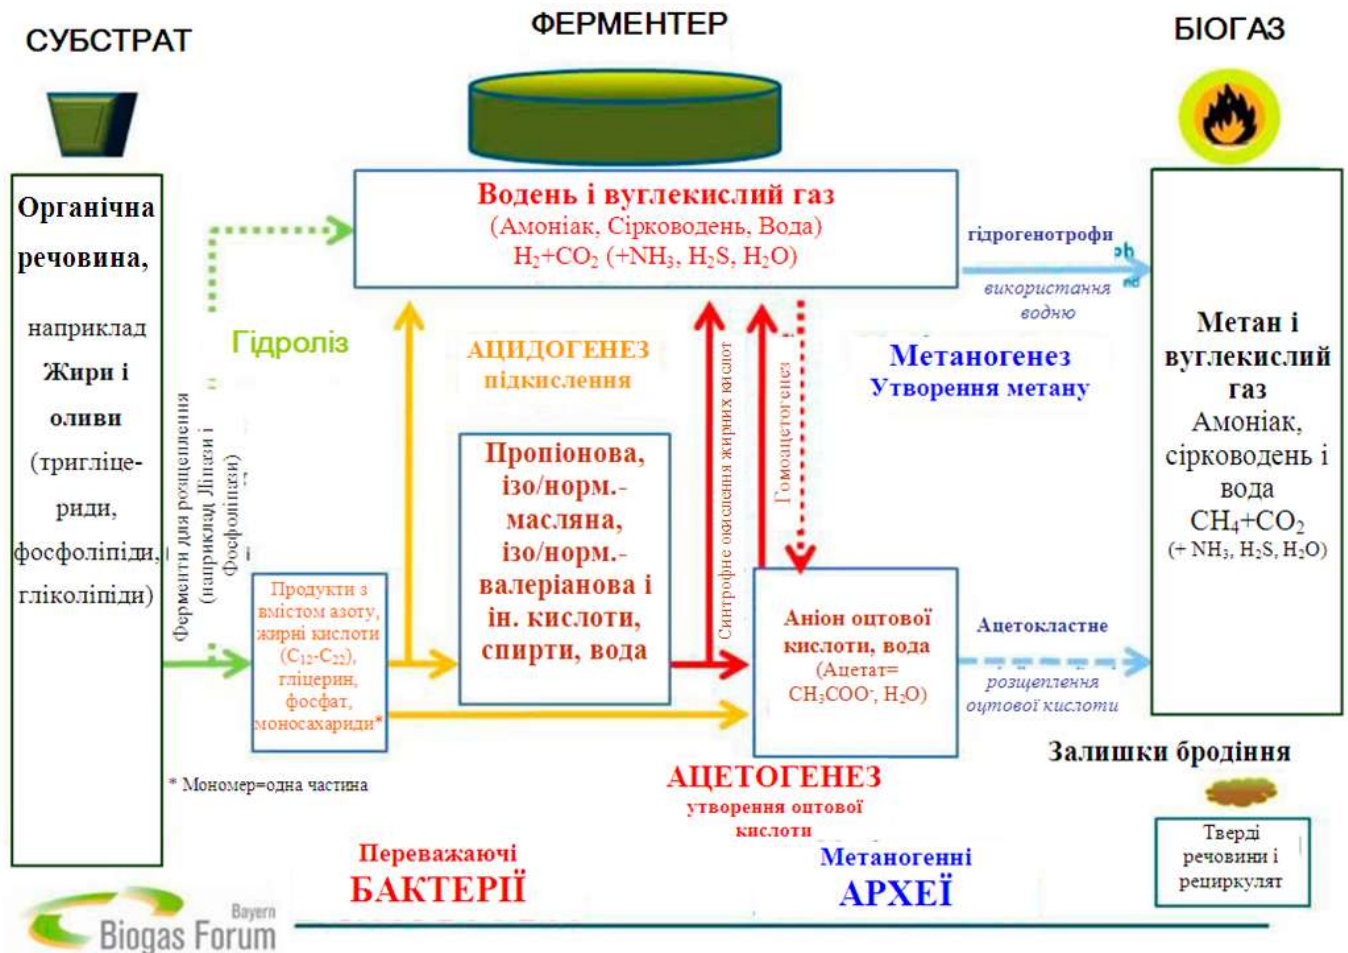 СУБСТРАТ
ФЕРМЕНТЕР
БІОГАЗ
Органічна
речовина,
наприклад
Жири і
оливи
(тригліце-
риди,
фосфоліпіди,
гліколіпіди)
Ферменти для розщеплення
(наприклад Ліпази і
Фосфоліпази)
Гідроліз
Водень і вуглекислий газ
(Амоніак, Сірководень, Вода)
H₂+CO₂ (+NH₃, H₂S, H₂O)
АЦИДОГЕНЕЗ
підкислення
Продукти з
вмістом азоту,
жирні кислоти
(C₁₂-C₂₂),
гліцерин,
фосфат,
моносахариди*
* Мономер=одна частина
Пропіонова,
ізо/норм.-
масляна,
ізо/норм.-
валеріанова і
ін. кислоти,
спирти, вода
Синтрофне окислення жирних кислот
Гомоацетогенез
Аніон оцтової
кислоти, вода
(Ацетат=
CH₃COO⁻, H₂O)
АЦЕТОГЕНЕЗ
утворення оцтової
кислоти
гідрогенотрофи
використання
водню
Метаногенез
Утворення метану
Ацетокластне
розщеплення
оцтової кислоти
Метан і
вуглекислий
газ
Амоніак,
сірководень і
вода
CH₄+CO₂
(+ NH₃, H₂S, H₂O)
Залишки бродіння
Тверді
речовини і
рециркулят
Переважаючі
БАКТЕРІЇ
Метаногенні
АРХЕЇ
Bayern
Biogas Forum